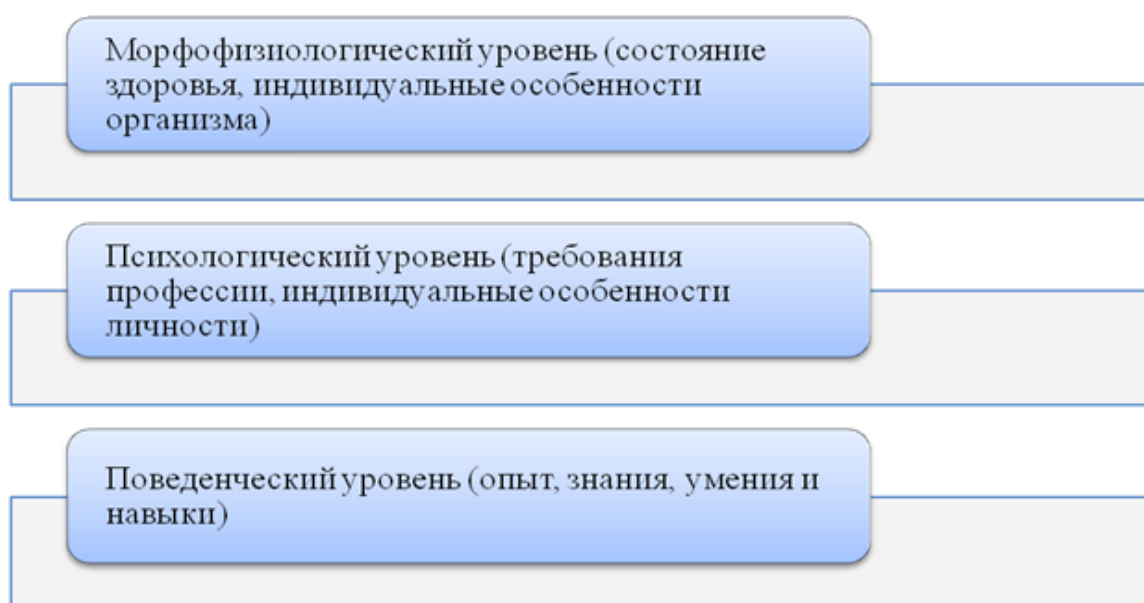 Морфофизиологический уровень (состояние
здоровья, индивидуальные особенности
организма)
Психологический уровень (требования
профессии, индивидуальные особенности
личности)
Поведенческий уровень (опыт, знания, умения и
навыки)